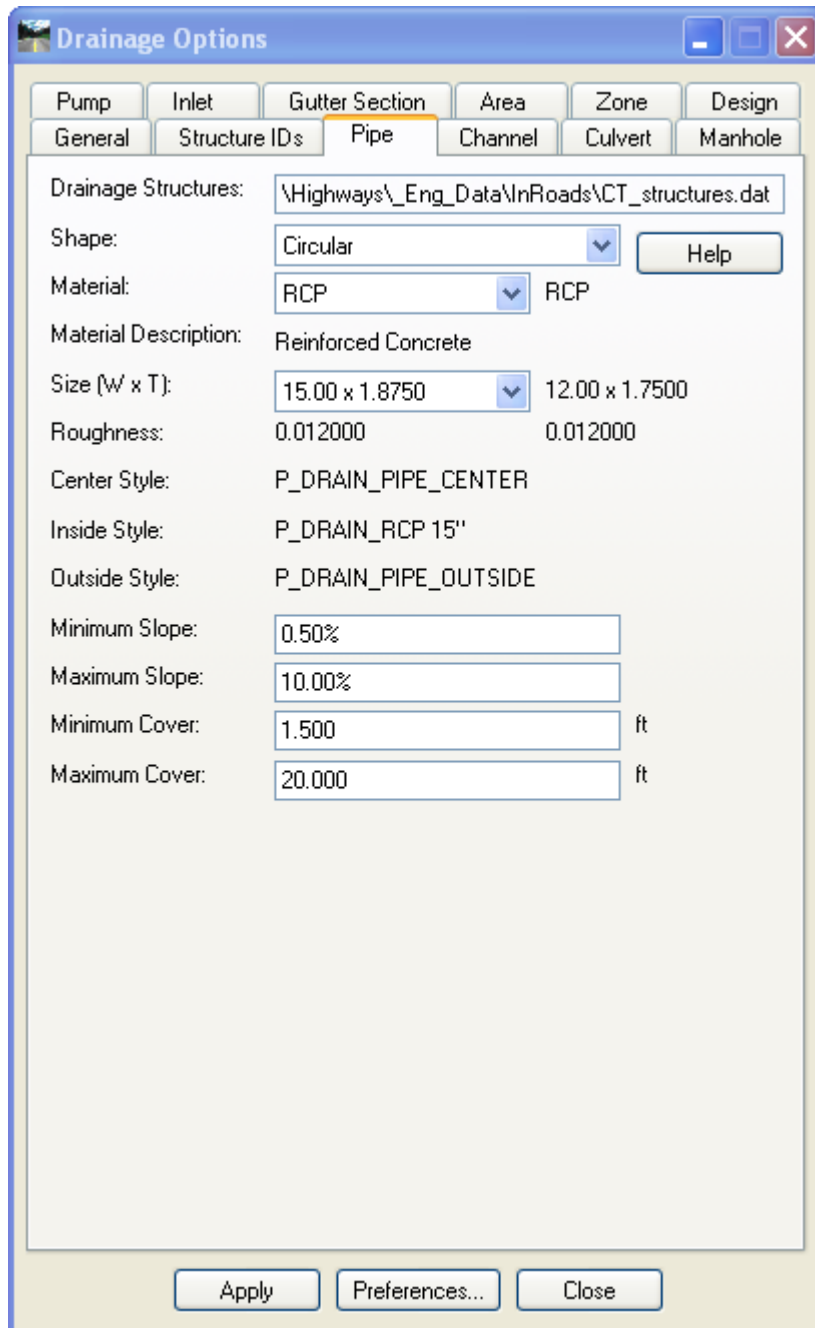 Drainage Options
Pump Inlet Gutter Section Area Zone Design
General Structure IDs Pipe Channel Culvert Manhole
Drainage Structures: \Highways\_Eng_Data\InRoads\CT_structures.dat
Shape: Circular Help
Material: RCP RCP
Material Description: Reinforced Concrete
Size (W x T): 15.00 x 1.8750 12.00 x 1.7500
Roughness: 0.012000 0.012000
Center Style: P_DRAIN_PIPE_CENTER
Inside Style: P_DRAIN_RCP 15"
Outside Style: P_DRAIN_PIPE_OUTSIDE
Minimum Slope: 0.50%
Maximum Slope: 10.00%
Minimum Cover: 1.500 ft
Maximum Cover: 20.000 ft
Apply Preferences... Close